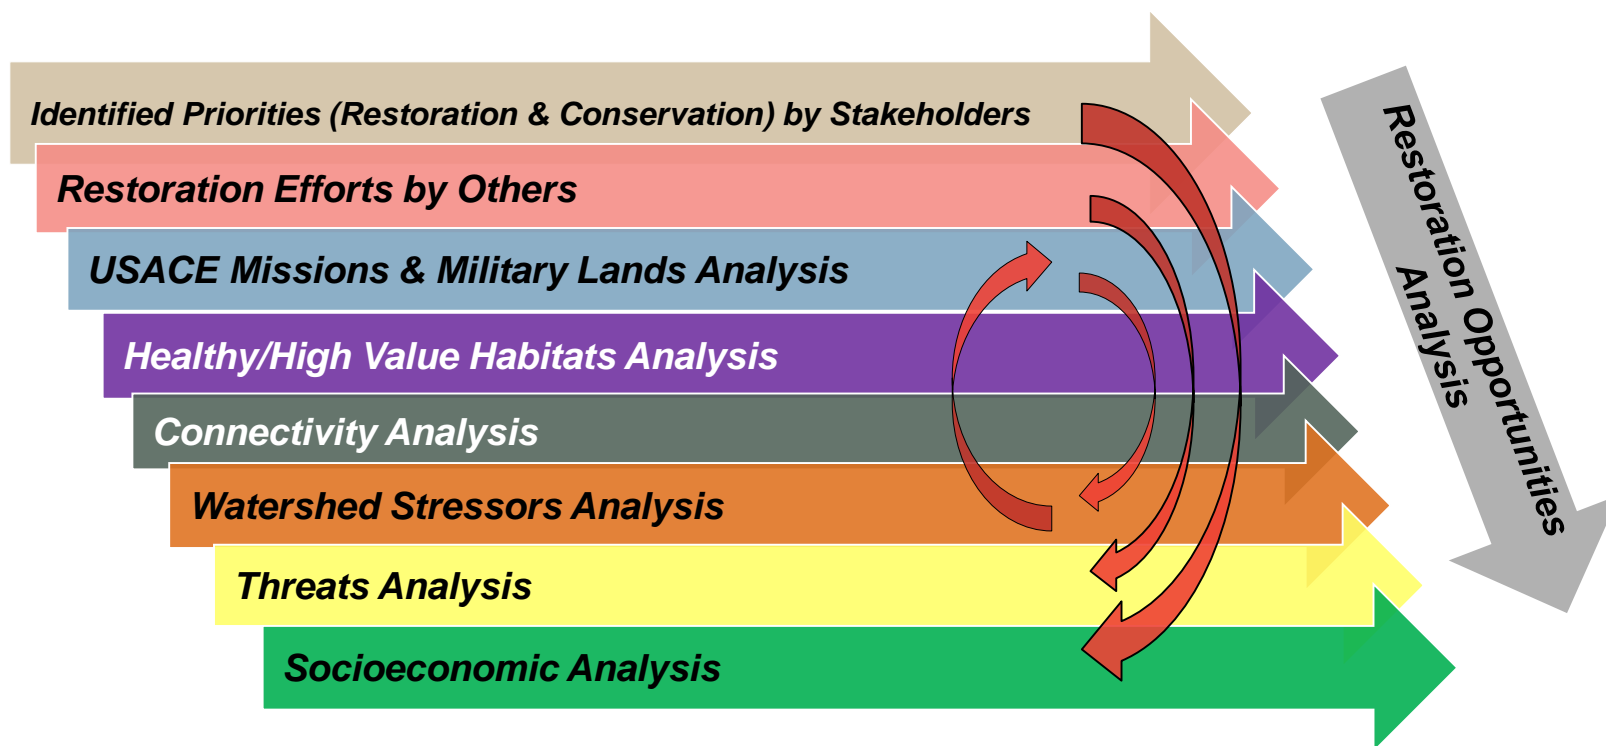 Identified Priorities (Restoration & Conservation) by Stakeholders
Restoration Efforts by Others
USACE Missions & Military Lands Analysis
Healthy/High Value Habitats Analysis
Connectivity Analysis
Watershed Stressors Analysis
Threats Analysis
Socioeconomic Analysis
Restoration Opportunities
Analysis